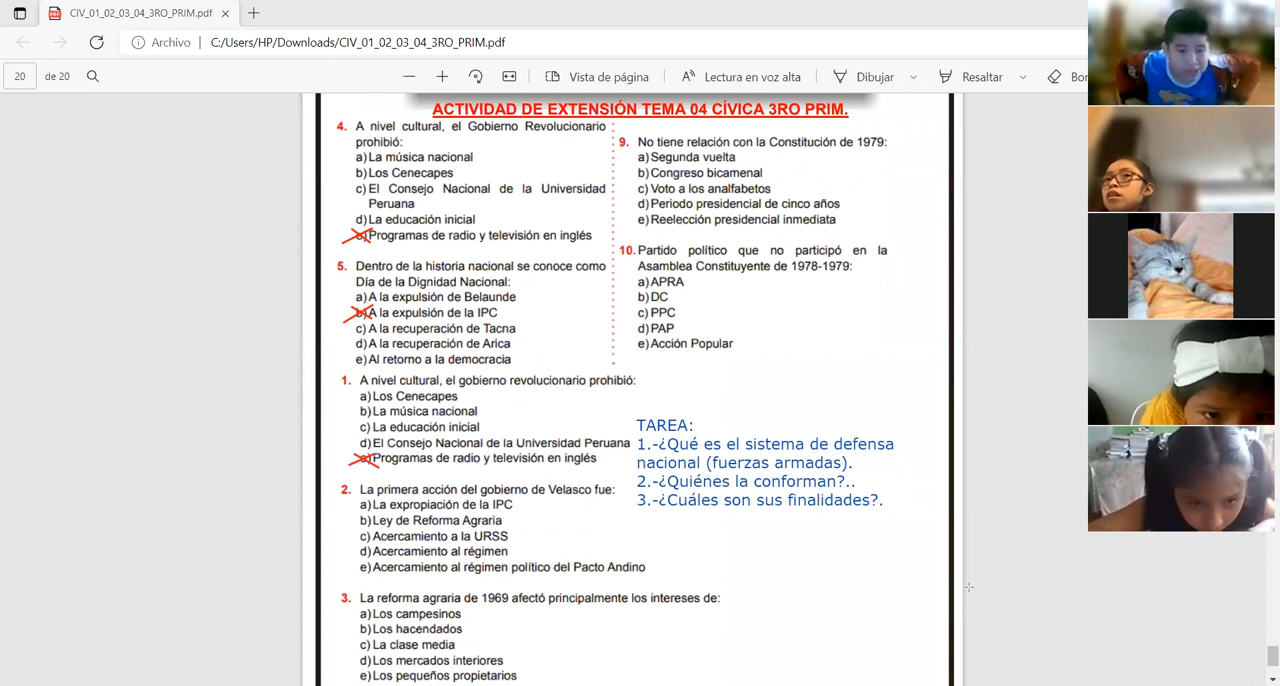 CIV_01_02_03_04_3RO_PRIM.pdf
Archivo | C:/Users/HP/Downloads/CIV_01_02_03_04_3RO_PRIM.pdf
20 de 20 Vista de página Lectura en voz alta Dibujar Resaltar Bor
ACTIVIDAD DE EXTENSIÓN TEMA 04 CÍVICA 3RO PRIM.
4. A nivel cultural, el Gobierno Revolucionario
prohibió:
a) La música nacional
b) Los Cenecapes
c) El Consejo Nacional de la Universidad
Peruana
d) La educación inicial
e) Programas de radio y televisión en inglés
5. Dentro de la historia nacional se conoce como
Día de la Dignidad Nacional:
a) A la expulsión de Belaunde
b) A la expulsión de la IPC
c) A la recuperación de Tacna
d) A la recuperación de Arica
e) Al retorno a la democracia
9. No tiene relación con la Constitución de 1979:
a) Segunda vuelta
b) Congreso bicamenal
c) Voto a los analfabetos
d) Periodo presidencial de cinco años
e) Reelección presidencial inmediata
10. Partido político que no participó en la
Asamblea Constituyente de 1978-1979:
a) APRA
b) DC
c) PPC
d) PAP
e) Acción Popular
1. A nivel cultural, el gobierno revolucionario prohibió:
a) Los Cenecapes
b) La música nacional
c) La educación inicial
d) El Consejo Nacional de la Universidad Peruana
e) Programas de radio y televisión en inglés
2. La primera acción del gobierno de Velasco fue:
a) La expropiación de la IPC
b) Ley de Reforma Agraria
c) Acercamiento a la URSS
d) Acercamiento al régimen
e) Acercamiento al régimen político del Pacto Andino
3. La reforma agraria de 1969 afectó principalmente los intereses de:
a) Los campesinos
b) Los hacendados
c) La clase media
d) Los mercados interiores
e) Los pequeños propietarios
TAREA:
1.-¿Qué es el sistema de defensa
nacional (fuerzas armadas).
2.-¿Quiénes la conforman?..
3.-¿Cuáles son sus finalidades?.